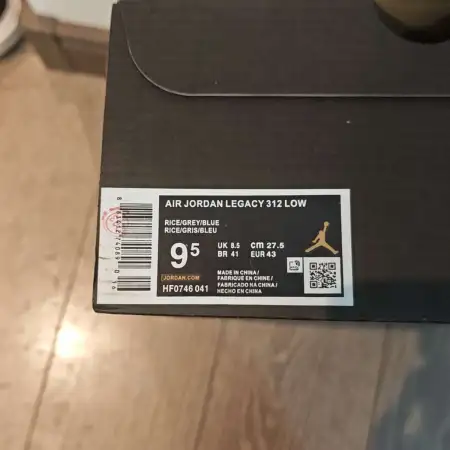 AIR JORDAN LEGACY 312 LOW
RICE/GREY/BLUE
RICE/GRIS/BLEU
9.5
UK 8.5 cm 27.5
BR 41 EUR 43
JORDAN.COM
HF0746 041
MADE IN CHINA/
FABRIQUE EN CHINE/
FABRICADO NA CHINA/
HECHO EN CHINA